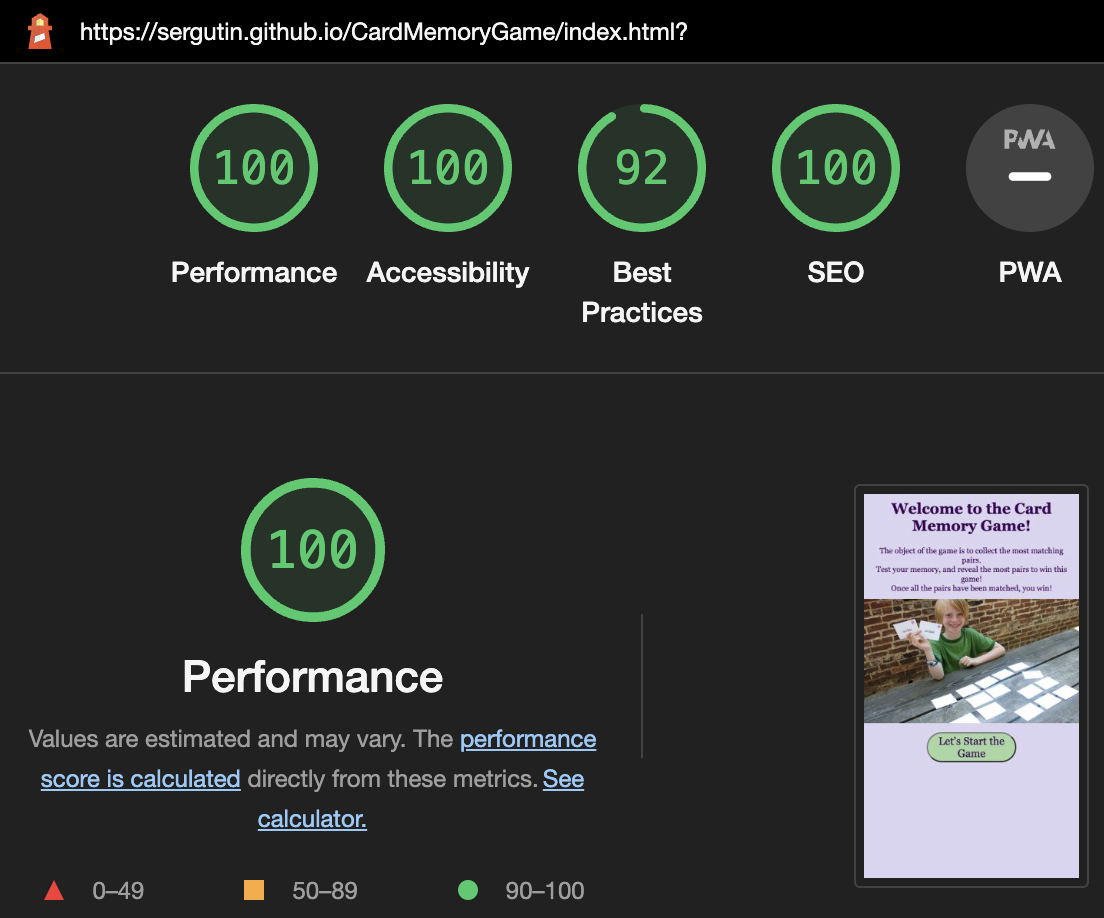 https://sergutin.github.io/CardMemoryGame/index.html?
100
100
92
100
PWA
Performance
Accessibility
Best
Practices
SEO
PWA
100
Performance
Values are estimated and may vary. The performance
score is calculated directly from these metrics. See
calculator.
0–49
50–89
90–100
Welcome to the Card
Memory Game!
The object of the game is to collect the most matching
pairs.
Test your memory, and reveal the most pairs to win this
game!
Once all the pairs have been matched, you win!
Let's Start the
Game